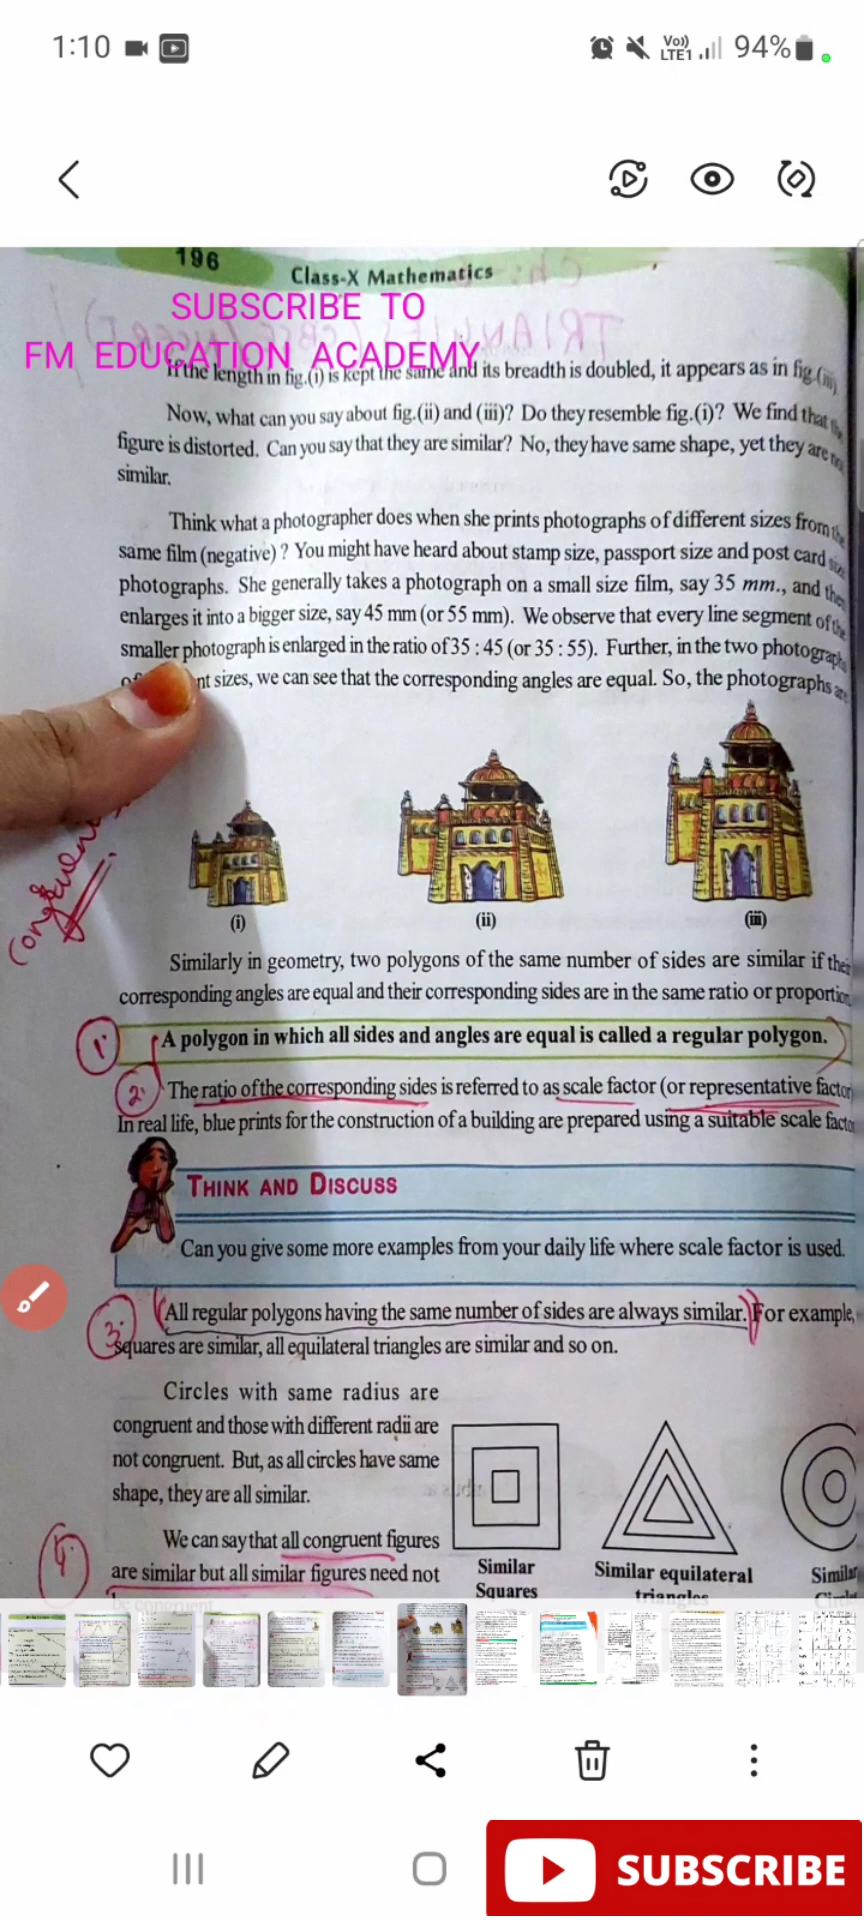 1:10
Vo)) LTE1 94%
196
Class-X Mathematics
SUBSCRIBE TO
FM EDUCATION ACADEMY
If the length in fig.(i) is kept the same and its breadth is doubled, it appears as in fig.(iii)
Now, what can you say about fig.(ii) and (iii)? Do they resemble fig.(i)? We find that the
figure is distorted. Can you say that they are similar? No, they have same shape, yet they are not
similar.
Think what a photographer does when she prints photographs of different sizes from the
same film (negative) ? You might have heard about stamp size, passport size and post card size
photographs. She generally takes a photograph on a small size film, say 35 mm., and then
enlarges it into a bigger size, say 45 mm (or 55 mm). We observe that every line segment of the
smaller photograph is enlarged in the ratio of 35 : 45 (or 35 : 55). Further, in the two photographs
sizes, we can see that the corresponding angles are equal. So, the photographs are
Congruent
(i) (ii) (iii)
Similarly in geometry, two polygons of the same number of sides are similar if their
corresponding angles are equal and their corresponding sides are in the same ratio or proportion.
1. A polygon in which all sides and angles are equal is called a regular polygon.
2. The ratio of the corresponding sides is referred to as scale factor (or representative factor
In real life, blue prints for the construction of a building are prepared using a suitable scale facto
THINK AND DISCUSS
Can you give some more examples from your daily life where scale factor is used.
3. All regular polygons having the same number of sides are always similar. For example,
squares are similar, all equilateral triangles are similar and so on.
Circles with same radius are
congruent and those with different radii are
not congruent. But, as all circles have same
shape, they are all similar.
We can say that all congruent figures
are similar but all similar figures need not
be congruent
Similar
Squares
Similar equilateral
triangles
Similar
SUBSCRIBE